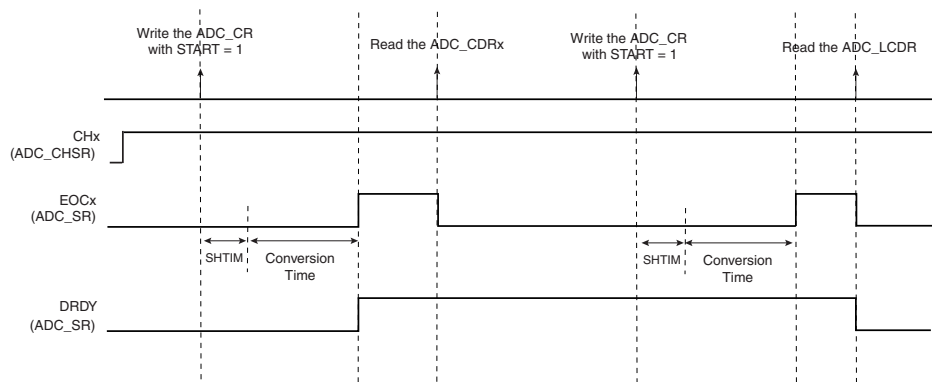 Write the ADC_CR
with START = 1
Read the ADC_CDRx
Write the ADC_CR
with START = 1
Read the ADC_LCDR
CHx
(ADC_CHSR)
EOCx
(ADC_SR)
SHTIM
Conversion
Time
SHTIM
Conversion
Time
DRDY
(ADC_SR)